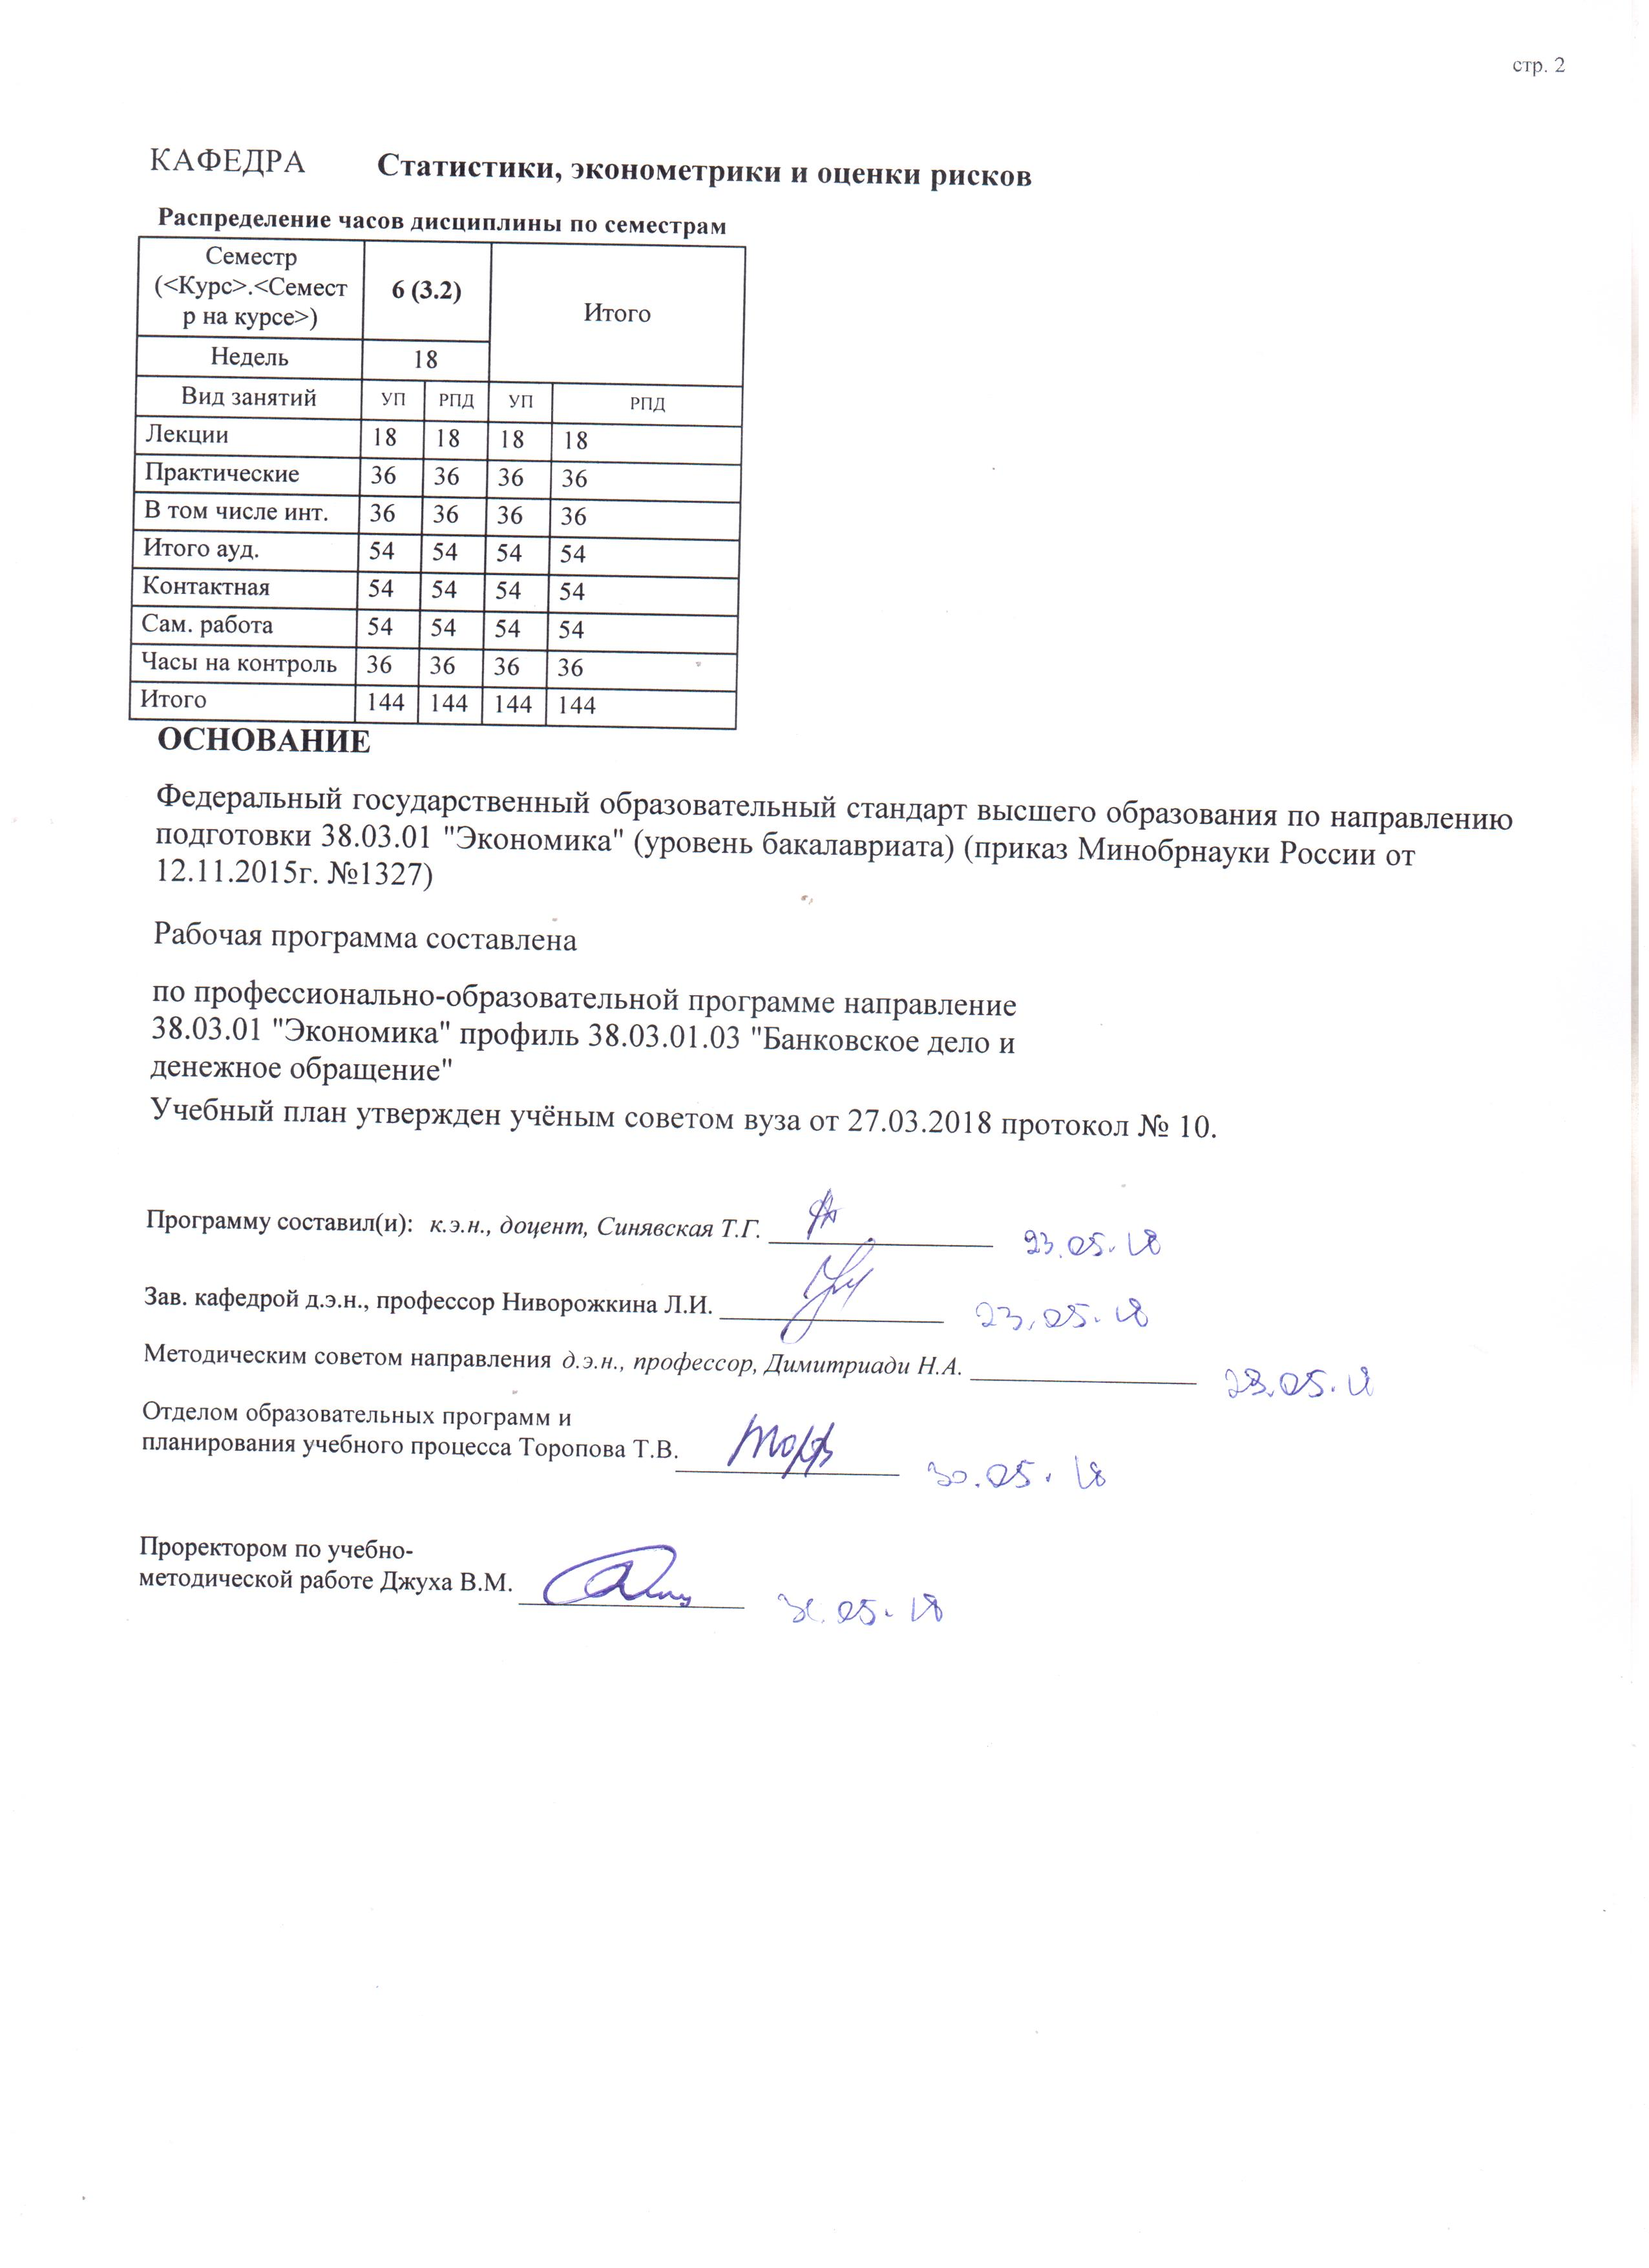 стр. 2
КАФЕДРА Статистики, эконометрики и оценки рисков
Распределение часов дисциплины по семестрам
Семестр
(<Курс>.<Семест
р на курсе>)
6 (3.2)
Итого
Недель 18
Вид занятий УП РПД УП РПД
Лекции 18 18 18 18
Практические 36 36 36 36
В том числе инт. 36 36 36 36
Итого ауд. 54 54 54 54
Контактная 54 54 54 54
Сам. работа 54 54 54 54
Часы на контроль 36 36 36 36
Итого 144 144 144 144
ОСНОВАНИЕ
Федеральный государственный образовательный стандарт высшего образования по направлению
подготовки 38.03.01 "Экономика" (уровень бакалавриата) (приказ Минобрнауки России от
12.11.2015г. №1327)
Рабочая программа составлена
по профессионально-образовательной программе направление
38.03.01 "Экономика" профиль 38.03.01.03 "Банковское дело и
денежное обращение"
Учебный план утвержден учёным советом вуза от 27.03.2018 протокол № 10.
Программу составил(и): к.э.н., доцент, Синявская Т.Г. 23.05.18
Зав. кафедрой д.э.н., профессор Ниворожкина Л.И. 23.05.18
Методическим советом направления д.э.н., профессор, Димитриади Н.А.
Отделом образовательных программ и
планирования учебного процесса Торопова Т.В. 30.05.18
Проректором по учебно-
методической работе Джуха В.М.